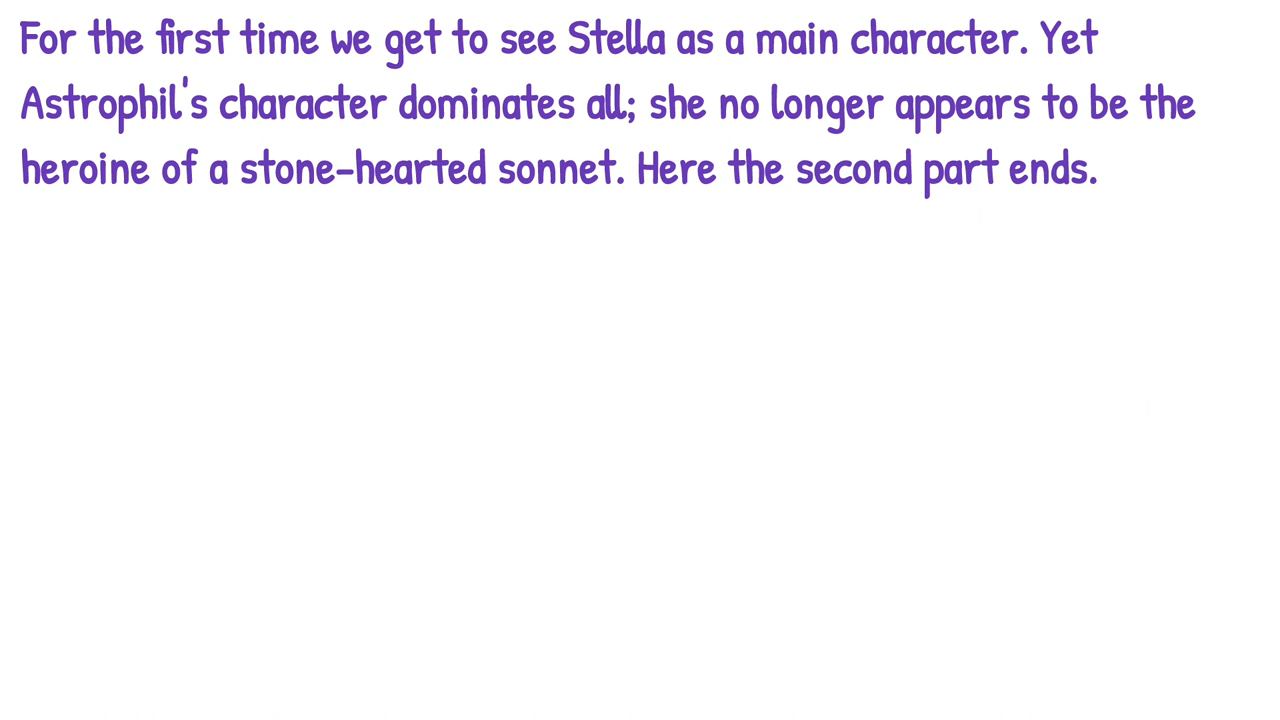 For the first time we get to see Stella as a main character. Yet
Astrophil's character dominates all; she no longer appears to be the
heroine of a stone-hearted sonnet. Here the second part ends.